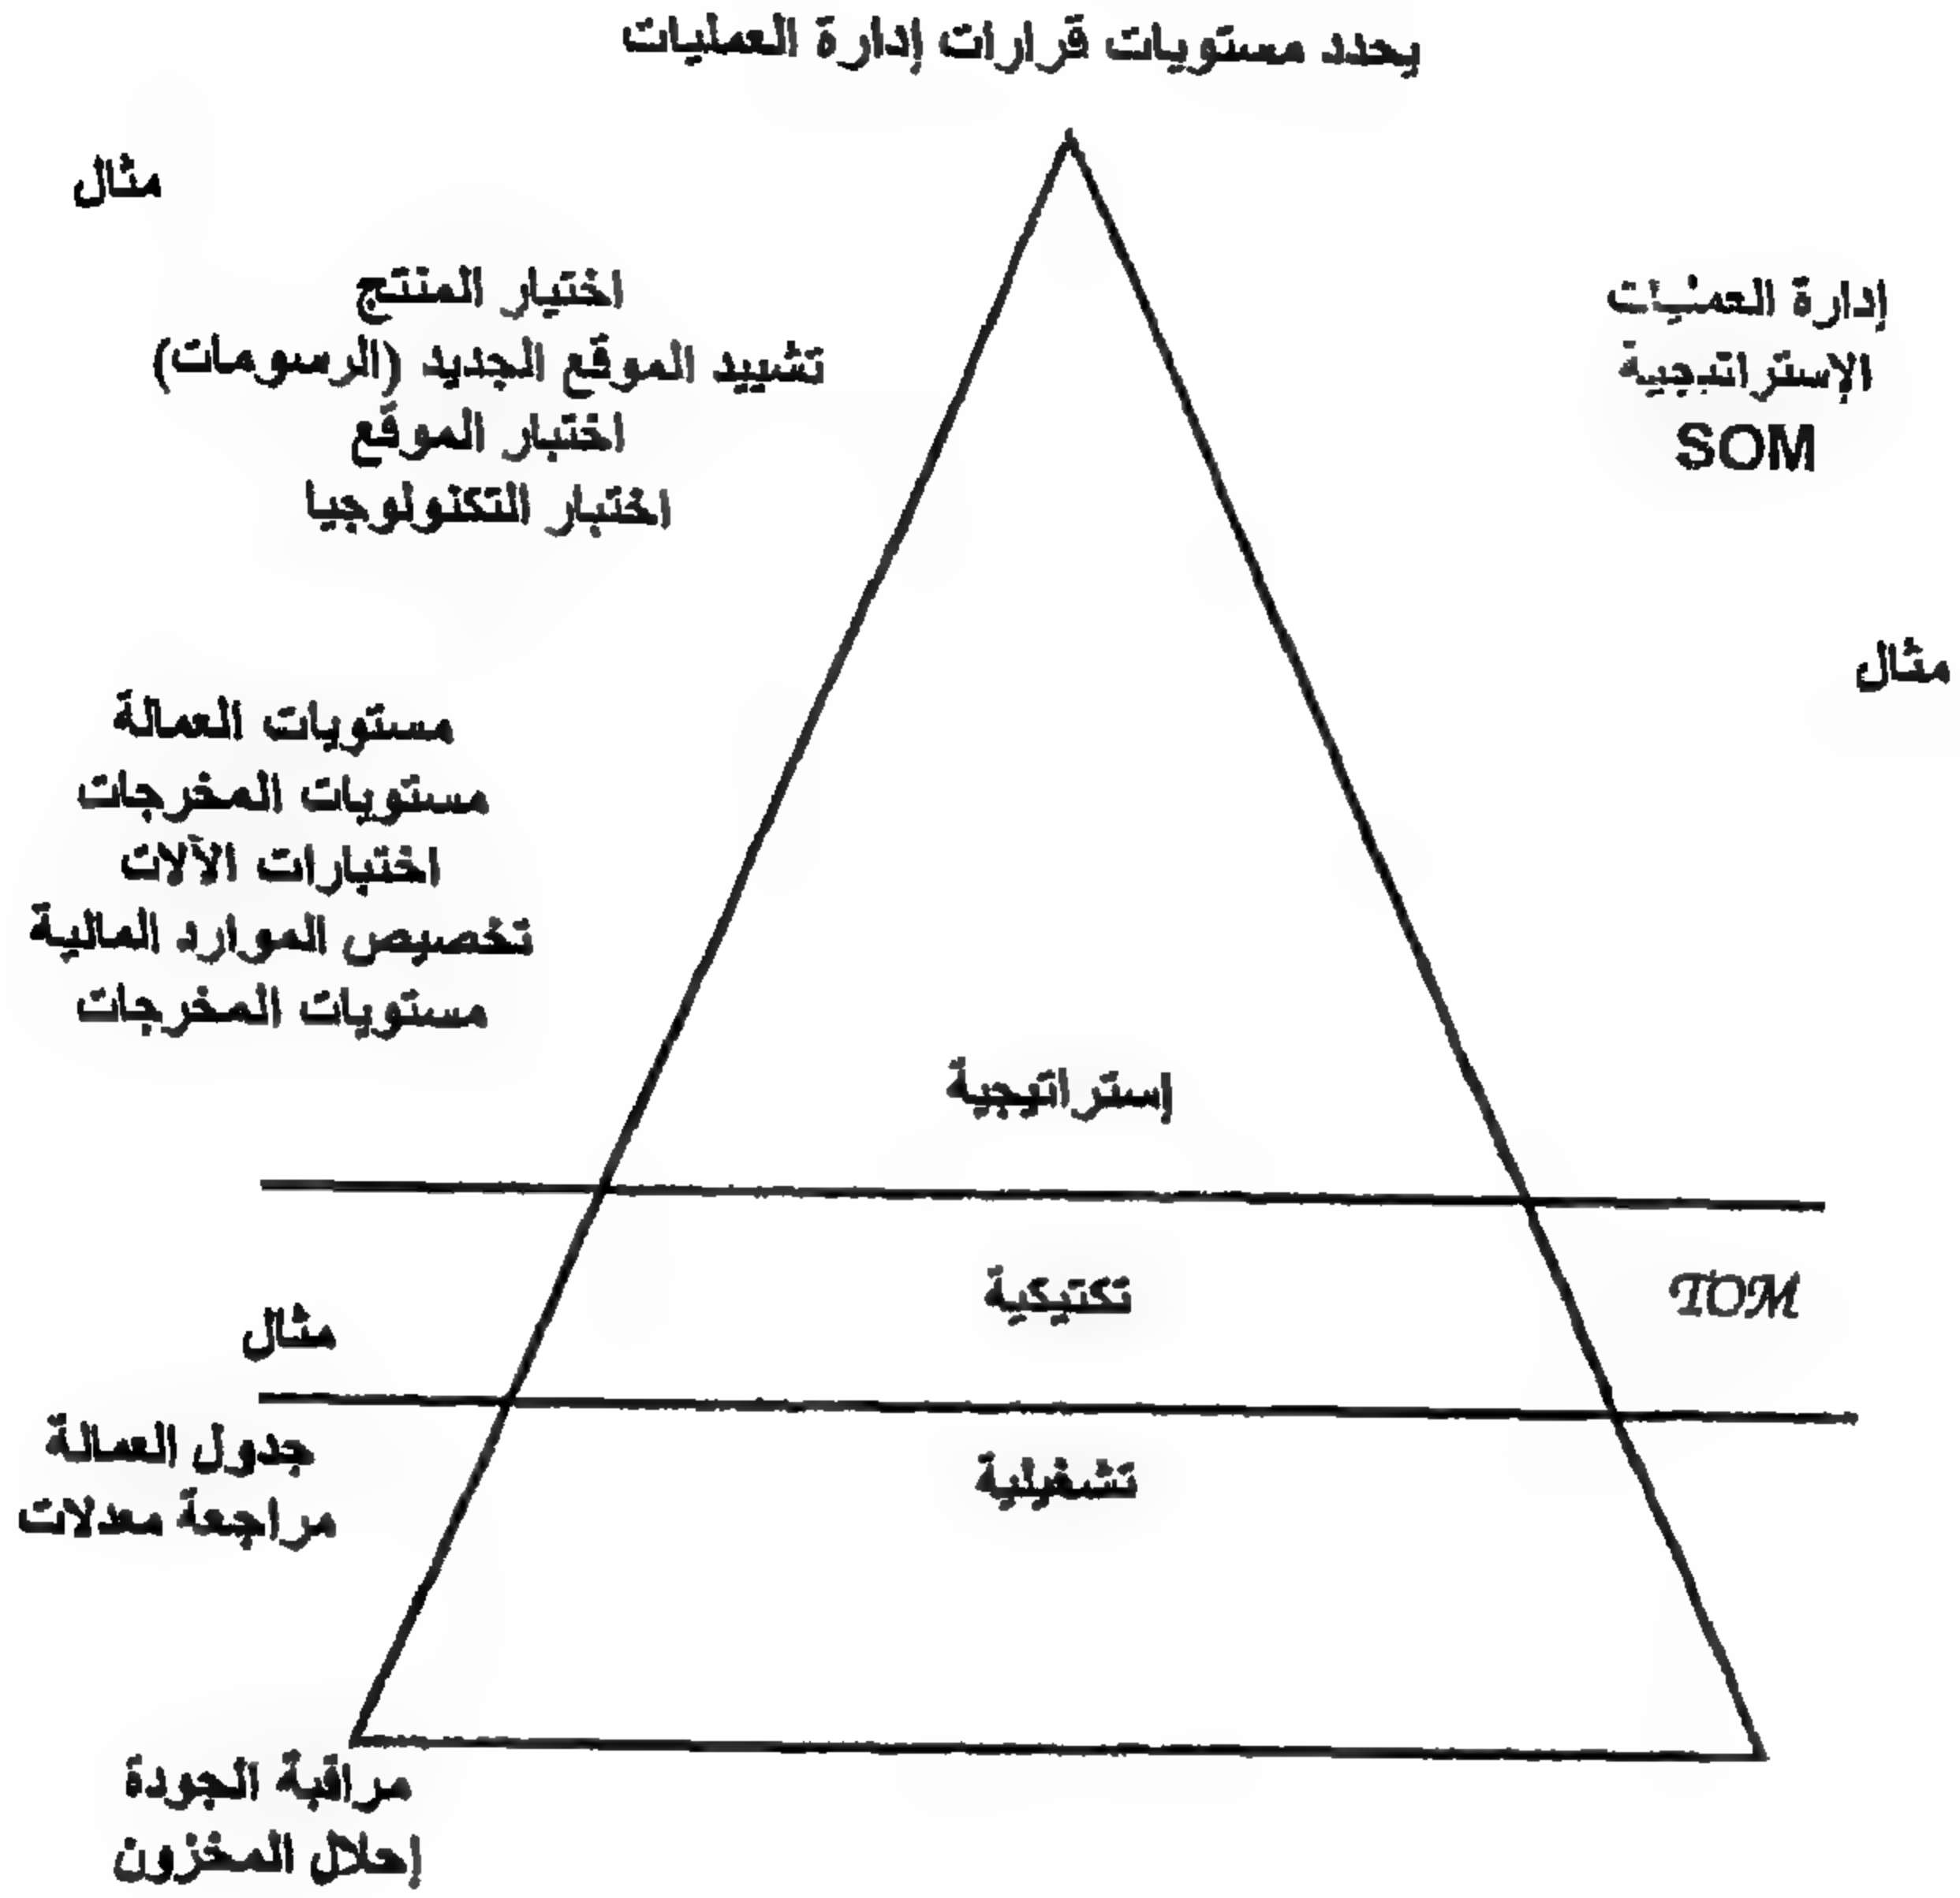 يحدد مستويات قرارات إدارة العمليات
مثال
إدارة العمليات
الإستراتيجية
SOM
اختيار المنتج
تشييد الموقع الجديد (الرسومات)
اختبار الموقع
اختبار التكنولوجيا
مثال
مستويات العمالة
مستويات المخرجات
اختبارات الآلات
تخصيص الموارد المالية
مستويات المخرجات
إستراتيجية
تكتيكية
TOM
مثال
تشغيلية
جدول العمالة
مراجعة معدلات
مراقبة الجودة
إحلال المخزون